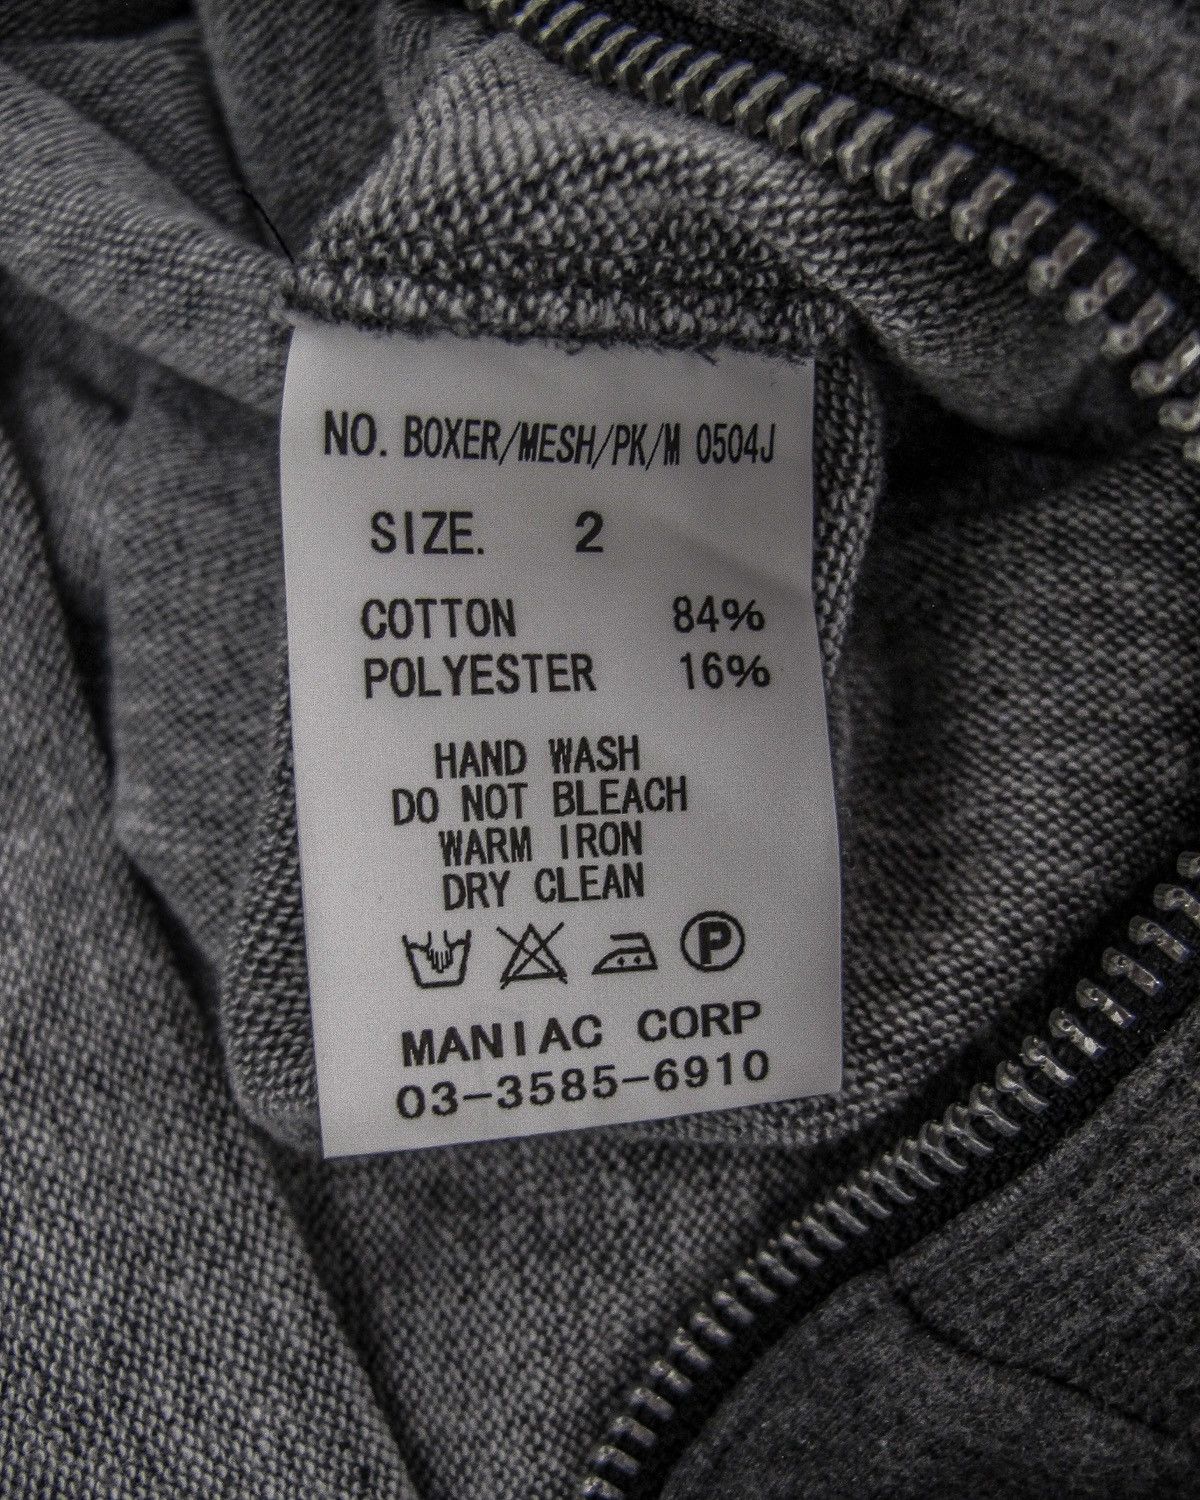 NO. BOXER/MESH/PK/M 0504J
SIZE. 2
COTTON 84%
POLYESTER 16%
HAND WASH
DO NOT BLEACH
WARM IRON
DRY CLEAN
P
MANIAC CORP
03-3585-6910